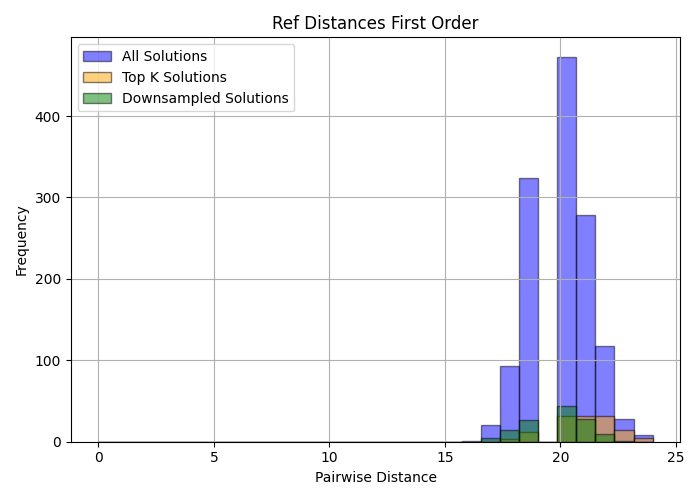 Ref Distances First Order
All Solutions
Top K Solutions
Downsampled Solutions
400
300
200
100
0
Frequency
0 5 10 15 20 25
Pairwise Distance